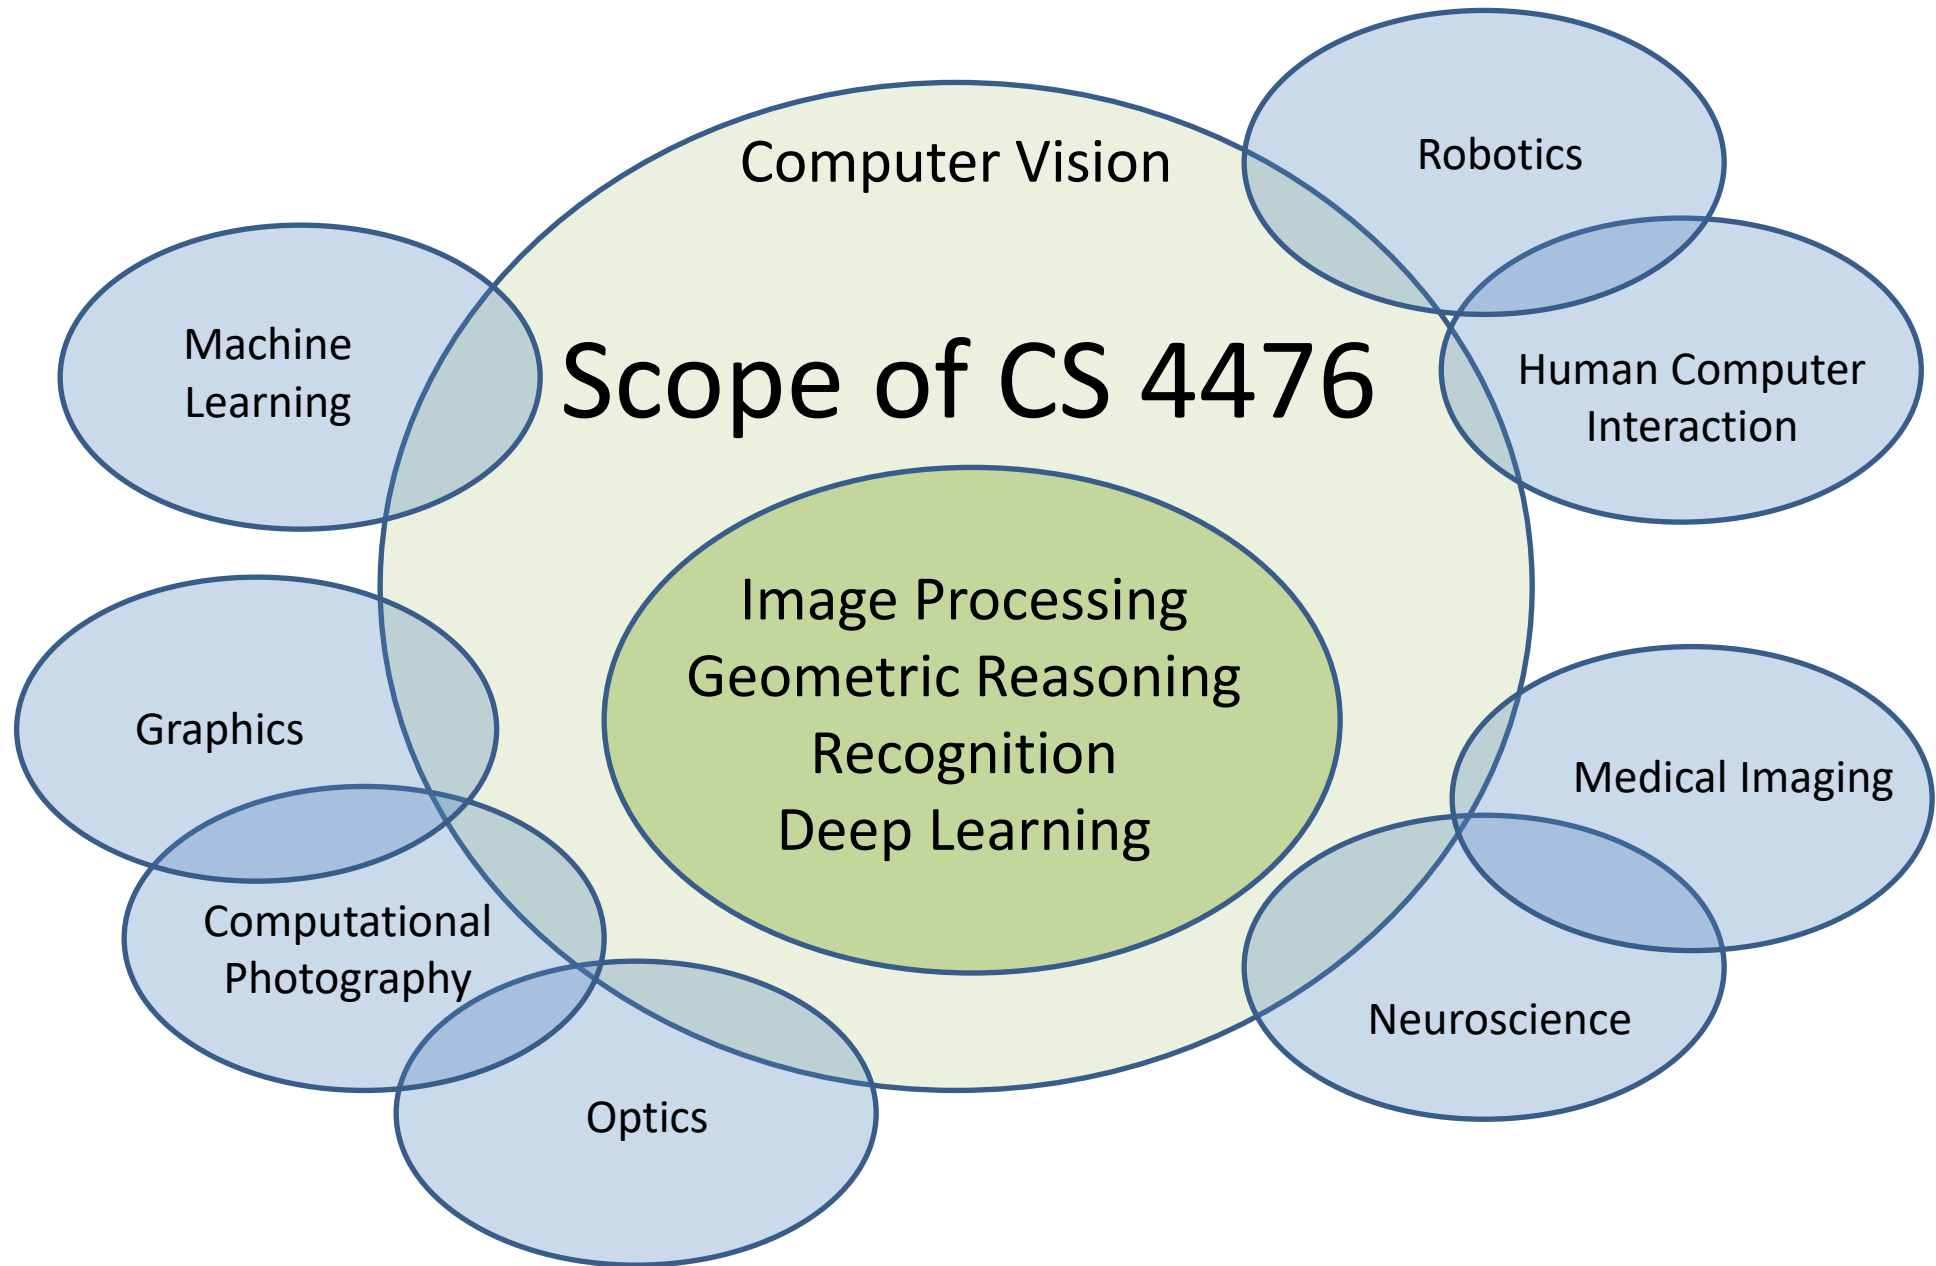 Computer Vision
Robotics
Machine
Learning
Scope of CS 4476
Human Computer
Interaction
Image Processing
Geometric Reasoning
Recognition
Deep Learning
Graphics
Medical Imaging
Computational
Photography
Neuroscience
Optics